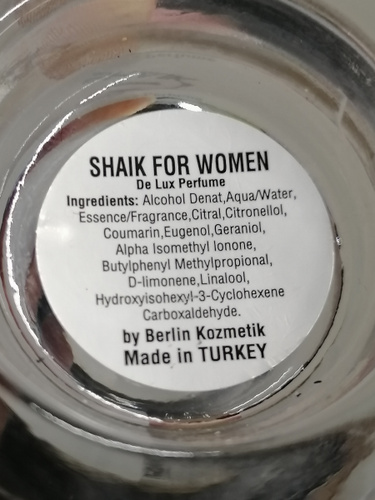 SHAIK FOR WOMEN
De Lux Perfume
Ingredients: Alcohol Denat,Aqua/Water,
Essence/Fragrance,Citral,Citronellol,
Coumarin,Eugenol,Geraniol,
Alpha Isomethyl Ionone,
Butylphenyl Methylpropional,
D-limonene,Linalool,
Hydroxyisohexyl-3-Cyclohexene
Carboxaldehyde.
by Berlin Kozmetik
Made in TURKEY